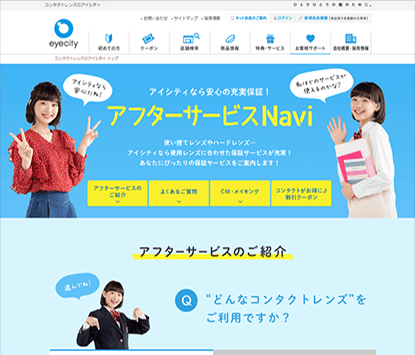 コンタクトレンズのアイシティ
ひとりひとりの瞳のために。
お問い合わせ サイトマップ 採用情報
ネット会員のご案内 ログイン 新規会員登録
eyecity
初めての方 クーポン 店舗検索 商品情報 特典・サービス お客様サポート 会社概要・採用情報
コンタクトレンズのアイシティ トップ
アイシティなら
安心だね!
私はどのサービスが
使えるのかな?
アイシティなら安心の充実保証!
アフターサービスNavi
使い捨てレンズやハードレンズ…
アイシティなら使用レンズに合わせた保証サービスが充実!
あなたにぴったりの保証サービスをご案内します!
アフターサービスの
ご紹介
よくあるご質問
CM・メイキング
コンタクトがお得に♪
割引クーポン
アフターサービスのご紹介
選んでね!
Q
“どんなコンタクトレンズ”を
ご利用ですか?